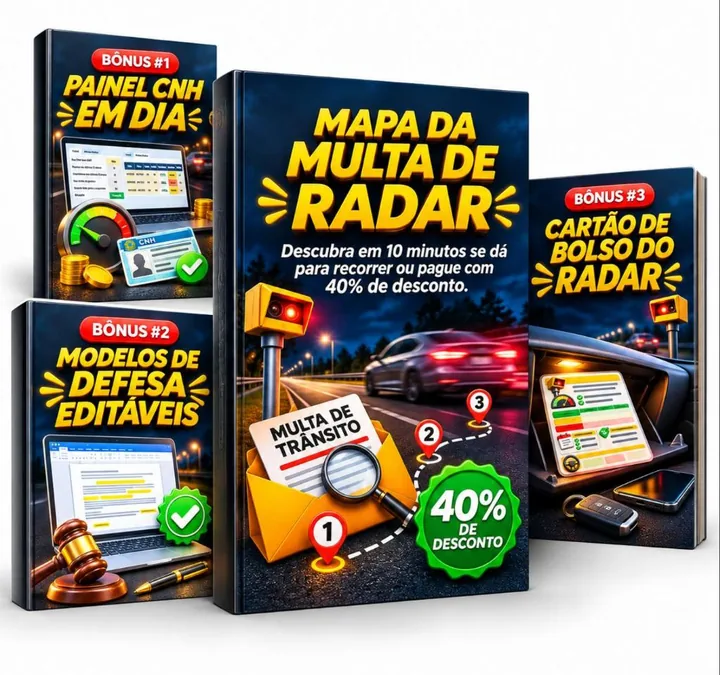 BÔNUS #1
PAINEL CNH
EM DIA
CNH
BÔNUS #2
MODELOS DE
DEFESA
EDITÁVEIS
MAPA DA
MULTA DE
RADAR
Descubra em 10 minutos se dá
para recorrer ou pague com
40% de desconto.
MULTA DE
TRÂNSITO
1
2
3
40%
DE
DESCONTO
BÔNUS #3
CARTÃO DE
BOLSO DO
RADAR